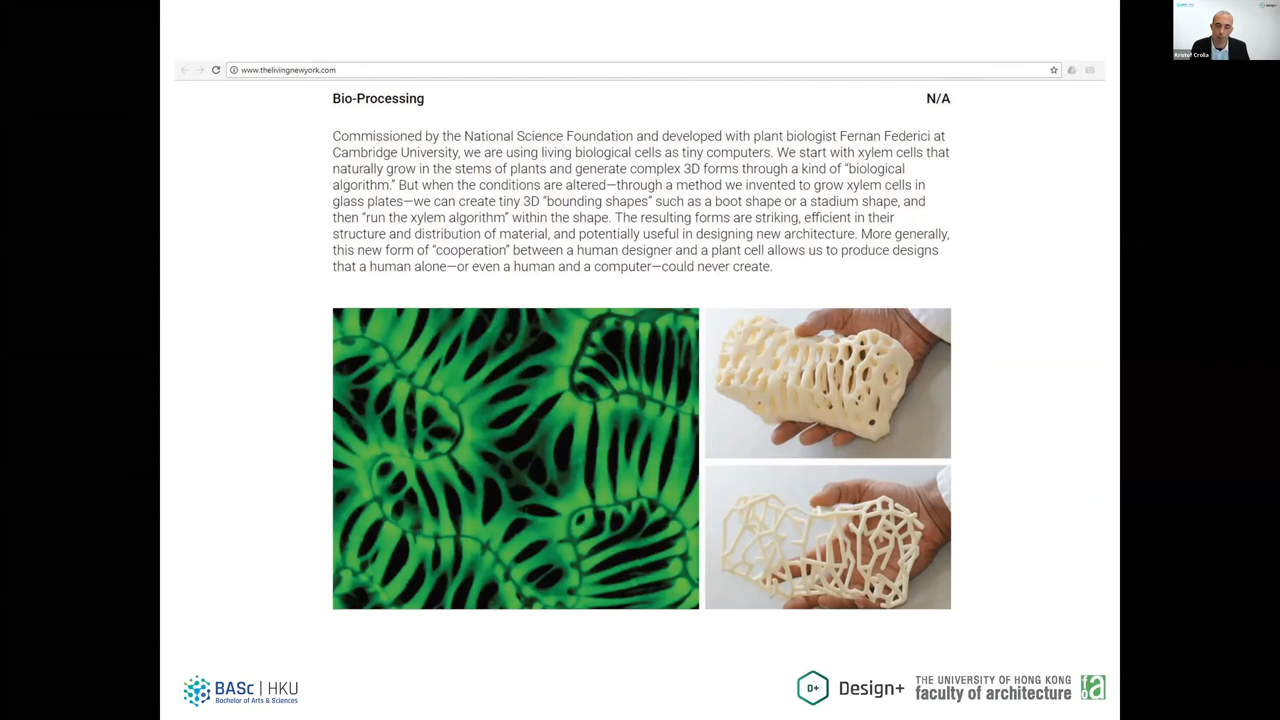 Kristof Crolla
www.thelivingnewyork.com
Bio-Processing
N/A
Commissioned by the National Science Foundation and developed with plant biologist Fernan Federici at
Cambridge University, we are using living biological cells as tiny computers. We start with xylem cells that
naturally grow in the stems of plants and generate complex 3D forms through a kind of “biological
algorithm.” But when the conditions are altered—through a method we invented to grow xylem cells in
glass plates—we can create tiny 3D “bounding shapes” such as a boot shape or a stadium shape, and
then “run the xylem algorithm” within the shape. The resulting forms are striking, efficient in their
structure and distribution of material, and potentially useful in designing new architecture. More generally,
this new form of “cooperation” between a human designer and a plant cell allows us to produce designs
that a human alone—or even a human and a computer—could never create.
BASc | HKU
Bachelor of Arts & Sciences
D+
Design+
THE UNIVERSITY OF HONG KONG
faculty of architecture
fa